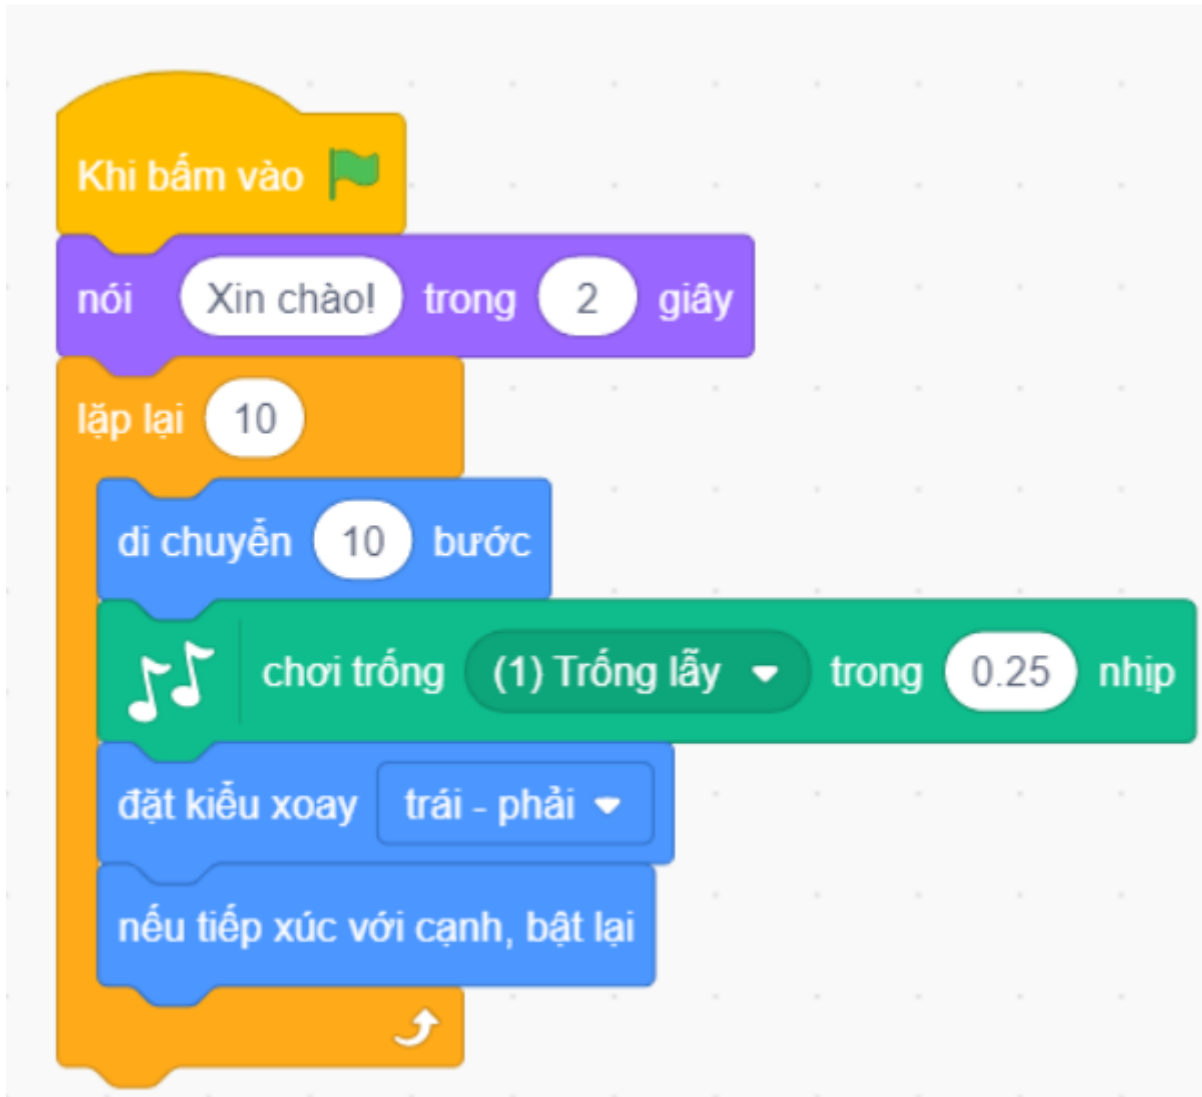 Khi bấm vào
nói Xin chào! trong 2 giây
lặp lại 10
di chuyển 10 bước
chơi trống (1) Trống lẫy trong 0.25 nhịp
đặt kiểu xoay trái - phải
nếu tiếp xúc với cạnh, bật lại